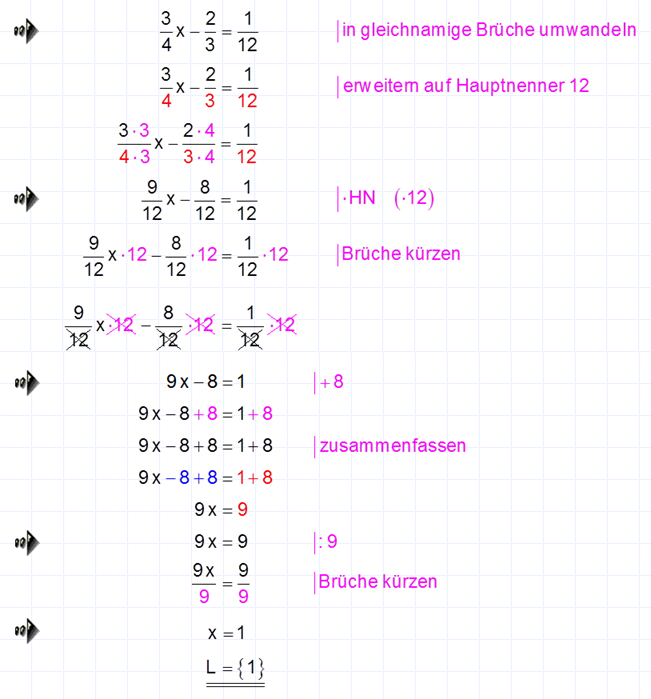 3/4 x − 2/3 = 1/12 |in gleichnamige Brüche umwandeln
3/4 x − 2/3 = 1/12 |erweitern auf Hauptnenner 12
3·3/4·3 x − 2·4/3·4 = 1/12
9/12 x − 8/12 = 1/12 |·HN (·12)
9/12 x·12 − 8/12 ·12 = 1/12 ·12 |Brüche kürzen
9/12 x·12 − 8/12 ·12 = 1/12 ·12
9x − 8 = 1 |+8
9x − 8 + 8 = 1 + 8
9x − 8 + 8 = 1 + 8 |zusammenfassen
9x − 8 + 8 = 1 + 8
9x = 9
9x = 9 |: 9
9x/9 = 9/9 |Brüche kürzen
x = 1
L = {1}